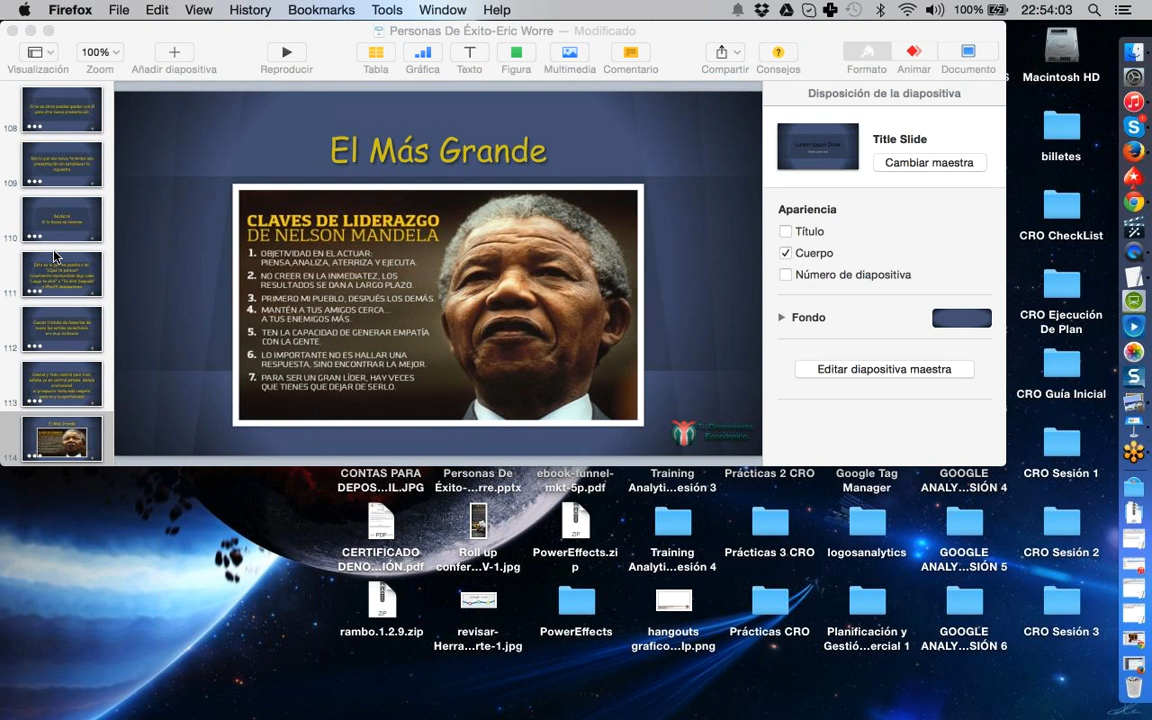 Firefox File Edit View History Bookmarks Tools Window Help 100% 22:54:03
Personas De Éxito-Eric Worre — Modificado
100%
Visualización Zoom Añadir diapositiva Reproducir Tabla Gráfica Texto Figura Multimedia Comentario Compartir Consejos Formato Animar Documento
108
109
110
111
112
113
114
El Más Grande
El Más Grande
CLAVES DE LIDERAZGO
DE NELSON MANDELA
1. OBJETIVIDAD EN EL ACTUAR:
PIENSA,ANALIZA, ATERRIZA Y EJECUTA.
2. NO CREER EN LA INMEDIATEZ, LOS
RESULTADOS SE DAN A LARGO PLAZO.
3. PRIMERO MI PUEBLO, DESPUÉS LOS DEMÁS.
4. MANTÉN A TUS AMIGOS CERCA...
A TUS ENEMIGOS MÁS.
5. TEN LA CAPACIDAD DE GENERAR EMPATÍA
CON LA GENTE.
6. LO IMPORTANTE NO ES HALLAR UNA
RESPUESTA, SINO ENCONTRAR LA MEJOR.
7. PARA SER UN GRAN LÍDER, HAY VECES
QUE TIENES QUE DEJAR DE SERLO.
Tu Crecimiento
Económico
Disposición de la diapositiva
Title Slide
Cambiar maestra
Apariencia
Título
Cuerpo
Número de diapositiva
Fondo
Editar diapositiva maestra
Macintosh HD
billetes
CRO CheckList
CRO Ejecución
De Plan
CRO Guía Inicial
CONTAS PARA
DEPOS...IL.JPG
Personas De
Éxito-...rre.pptx
ebook-funnel-
mkt-5p.pdf
Training
Analyti...esión 3
Prácticas 2 CRO
Google Tag
Manager
GOOGLE
ANALY...SIÓN 4
CRO Sesión 1
PDF
CERTIFICADO
DENO...IÓN.pdf
Roll up
confer...V-1.jpg
ZIP
PowerEffects.zi
p
Training
Analyti...esión 4
Prácticas 3 CRO
logosanalytics
GOOGLE
ANALY...SIÓN 5
CRO Sesión 2
ZIP
rambo.1.2.9.zip
revisar-
Herra...rte-1.jpg
PowerEffects
hangouts
grafico...lp.png
Prácticas CRO
Planificación y
Gestió...ercial 1
GOOGLE
ANALY...SIÓN 6
CRO Sesión 3